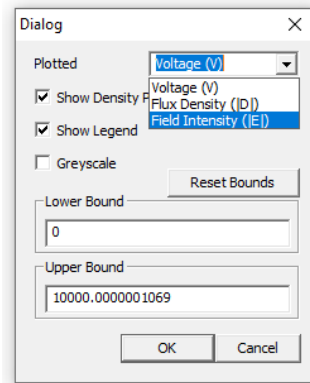 Dialog
Plotted
Voltage (V)
Voltage (V)
Flux Density (|D|)
Field Intensity (|E|)
Show Density P
Show Legend
Greyscale
Reset Bounds
Lower Bound
0
Upper Bound
10000.0000001069
OK
Cancel